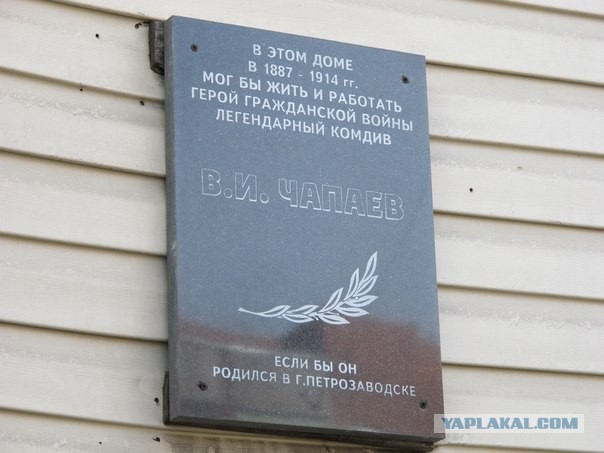 В ЭТОМ ДОМЕ
В 1887 - 1914 гг.
МОГ БЫ ЖИТЬ И РАБОТАТЬ
ГЕРОЙ ГРАЖДАНСКОЙ ВОЙНЫ
ЛЕГЕНДАРНЫЙ КОМДИВ
В.И. ЧАПАЕВ
ЕСЛИ БЫ ОН
РОДИЛСЯ В Г.ПЕТРОЗАВОДСКЕ
YAPLAKAL.COM